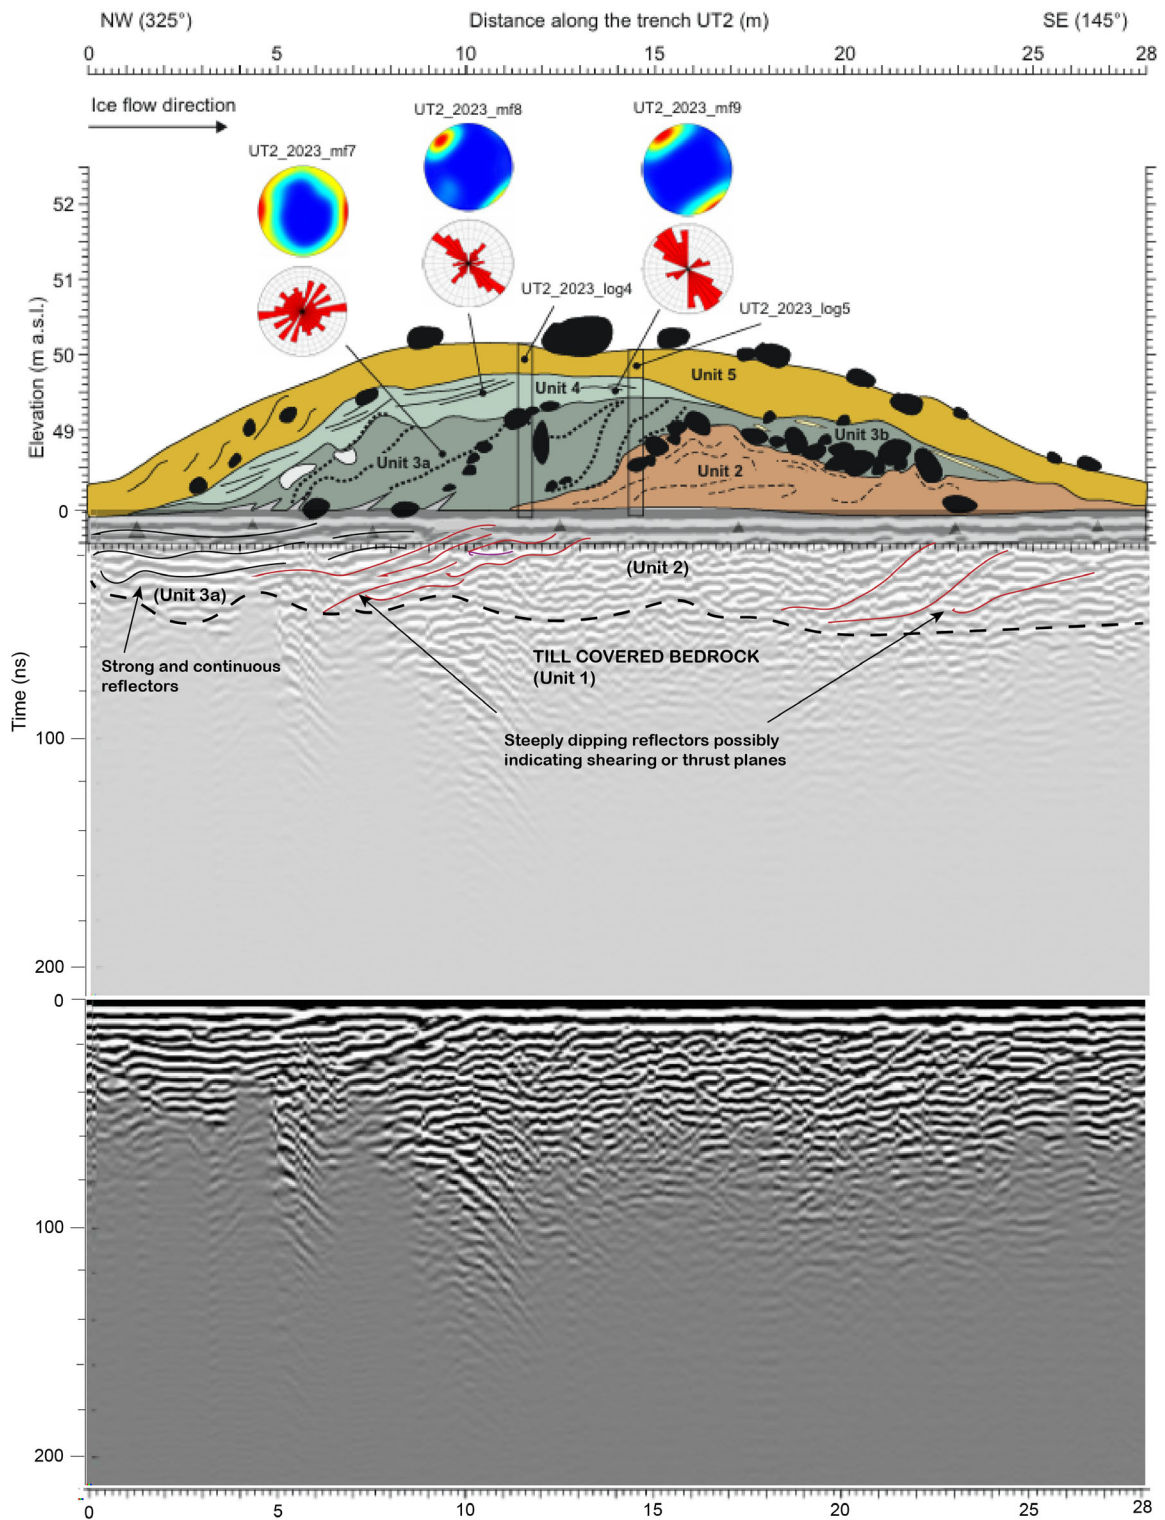 NW (325°) Distance along the trench UT2 (m) SE (145°)
0 5 10 15 20 25 28
Ice flow direction
UT2_2023_mf7
UT2_2023_mf8
UT2_2023_mf9
UT2_2023_log4
UT2_2023_log5
Elevation (m a.s.l.)
52
51
50
49
0
Unit 5
Unit 4
Unit 3b
Unit 3a
Unit 2
(Unit 2)
(Unit 3a)
Strong and continuous
reflectors
TILL COVERED BEDROCK
(Unit 1)
Steeply dipping reflectors possibly
indicating shearing or thrust planes
Time (ns)
100
200
0
100
200
0 5 10 15 20 25 28